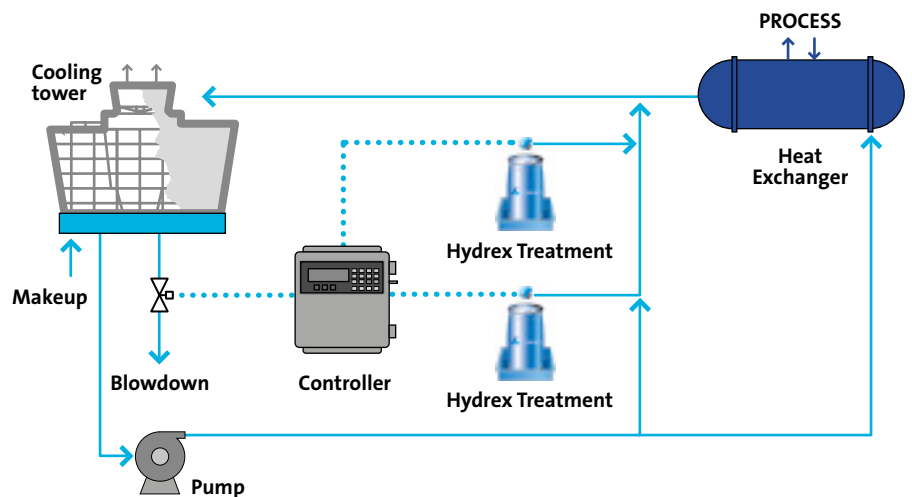 PROCESS
Cooling
tower
Heat
Exchanger
Hydrex Treatment
Makeup
Blowdown
Controller
Hydrex Treatment
Pump